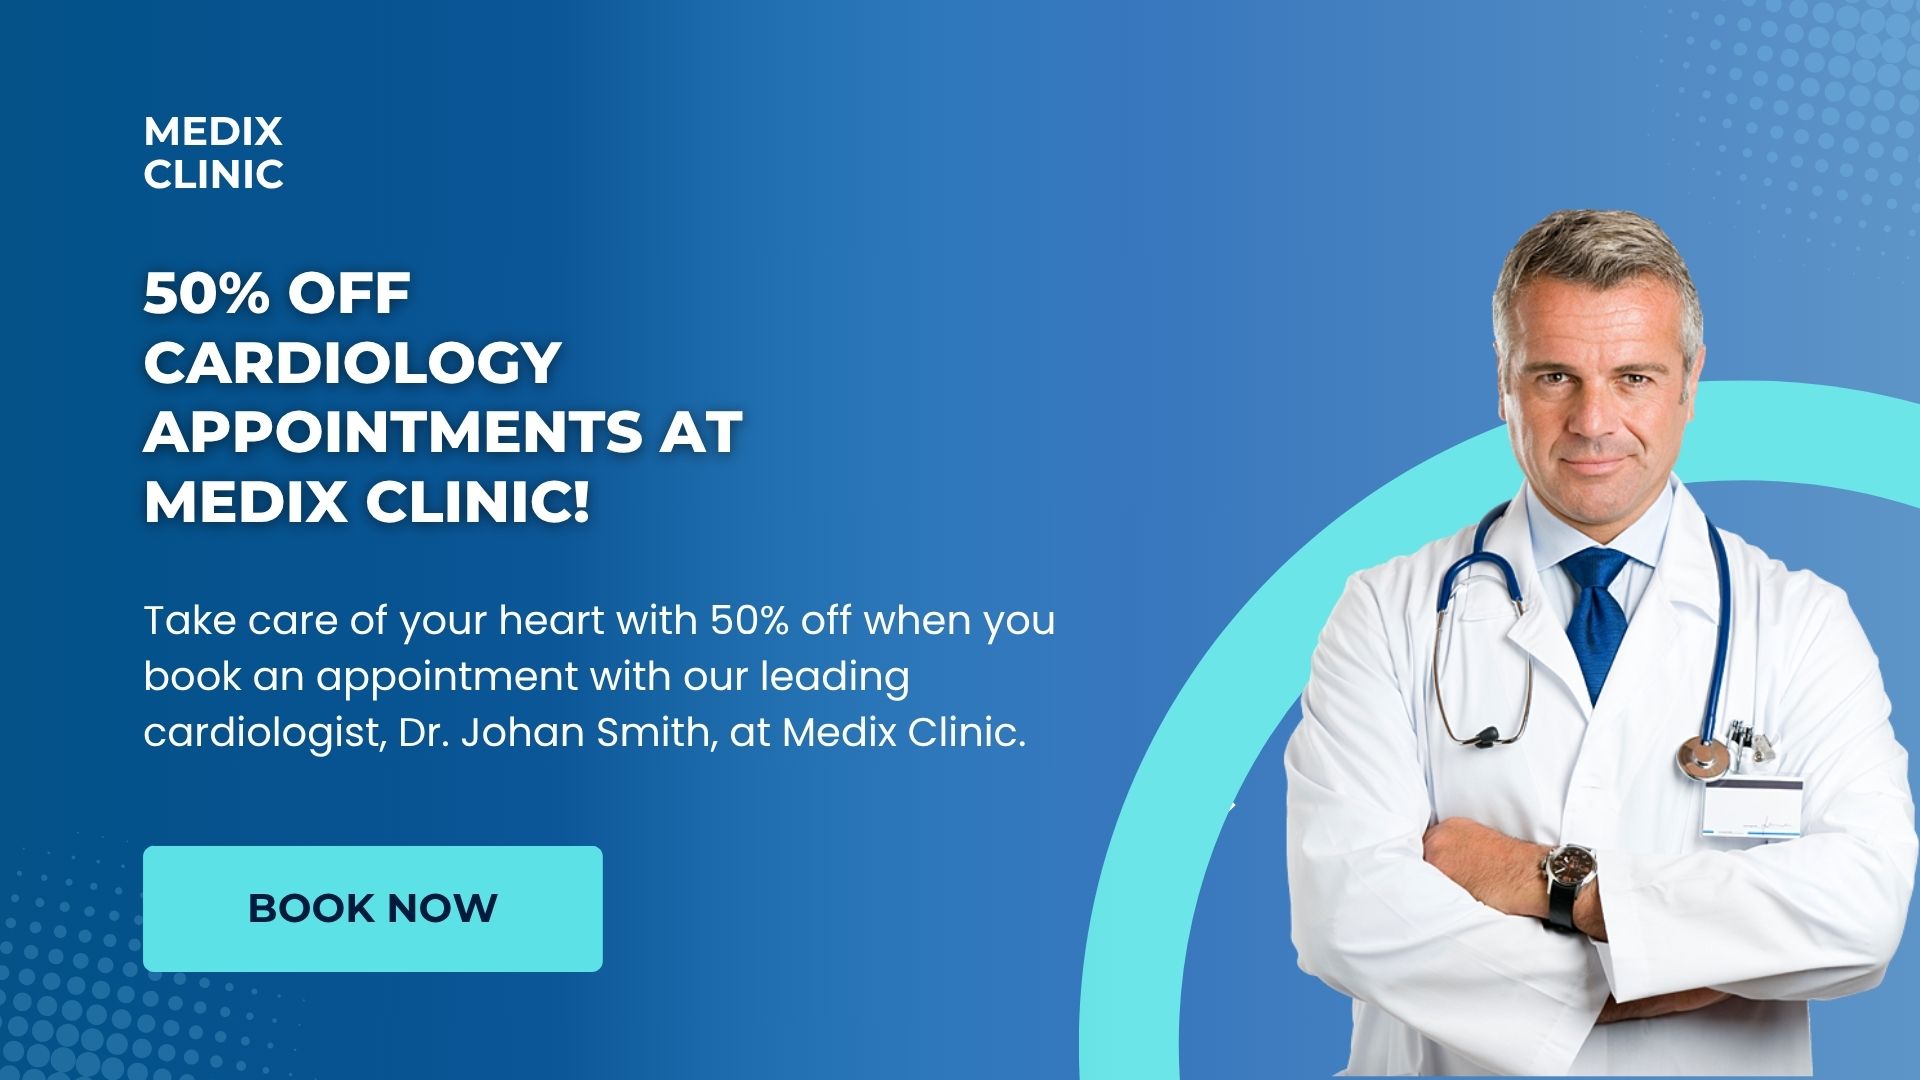 MEDIX
CLINIC
50% OFF
CARDIOLOGY
APPOINTMENTS AT
MEDIX CLINIC!
Take care of your heart with 50% off when you
book an appointment with our leading
cardiologist, Dr. Johan Smith, at Medix Clinic.
BOOK NOW